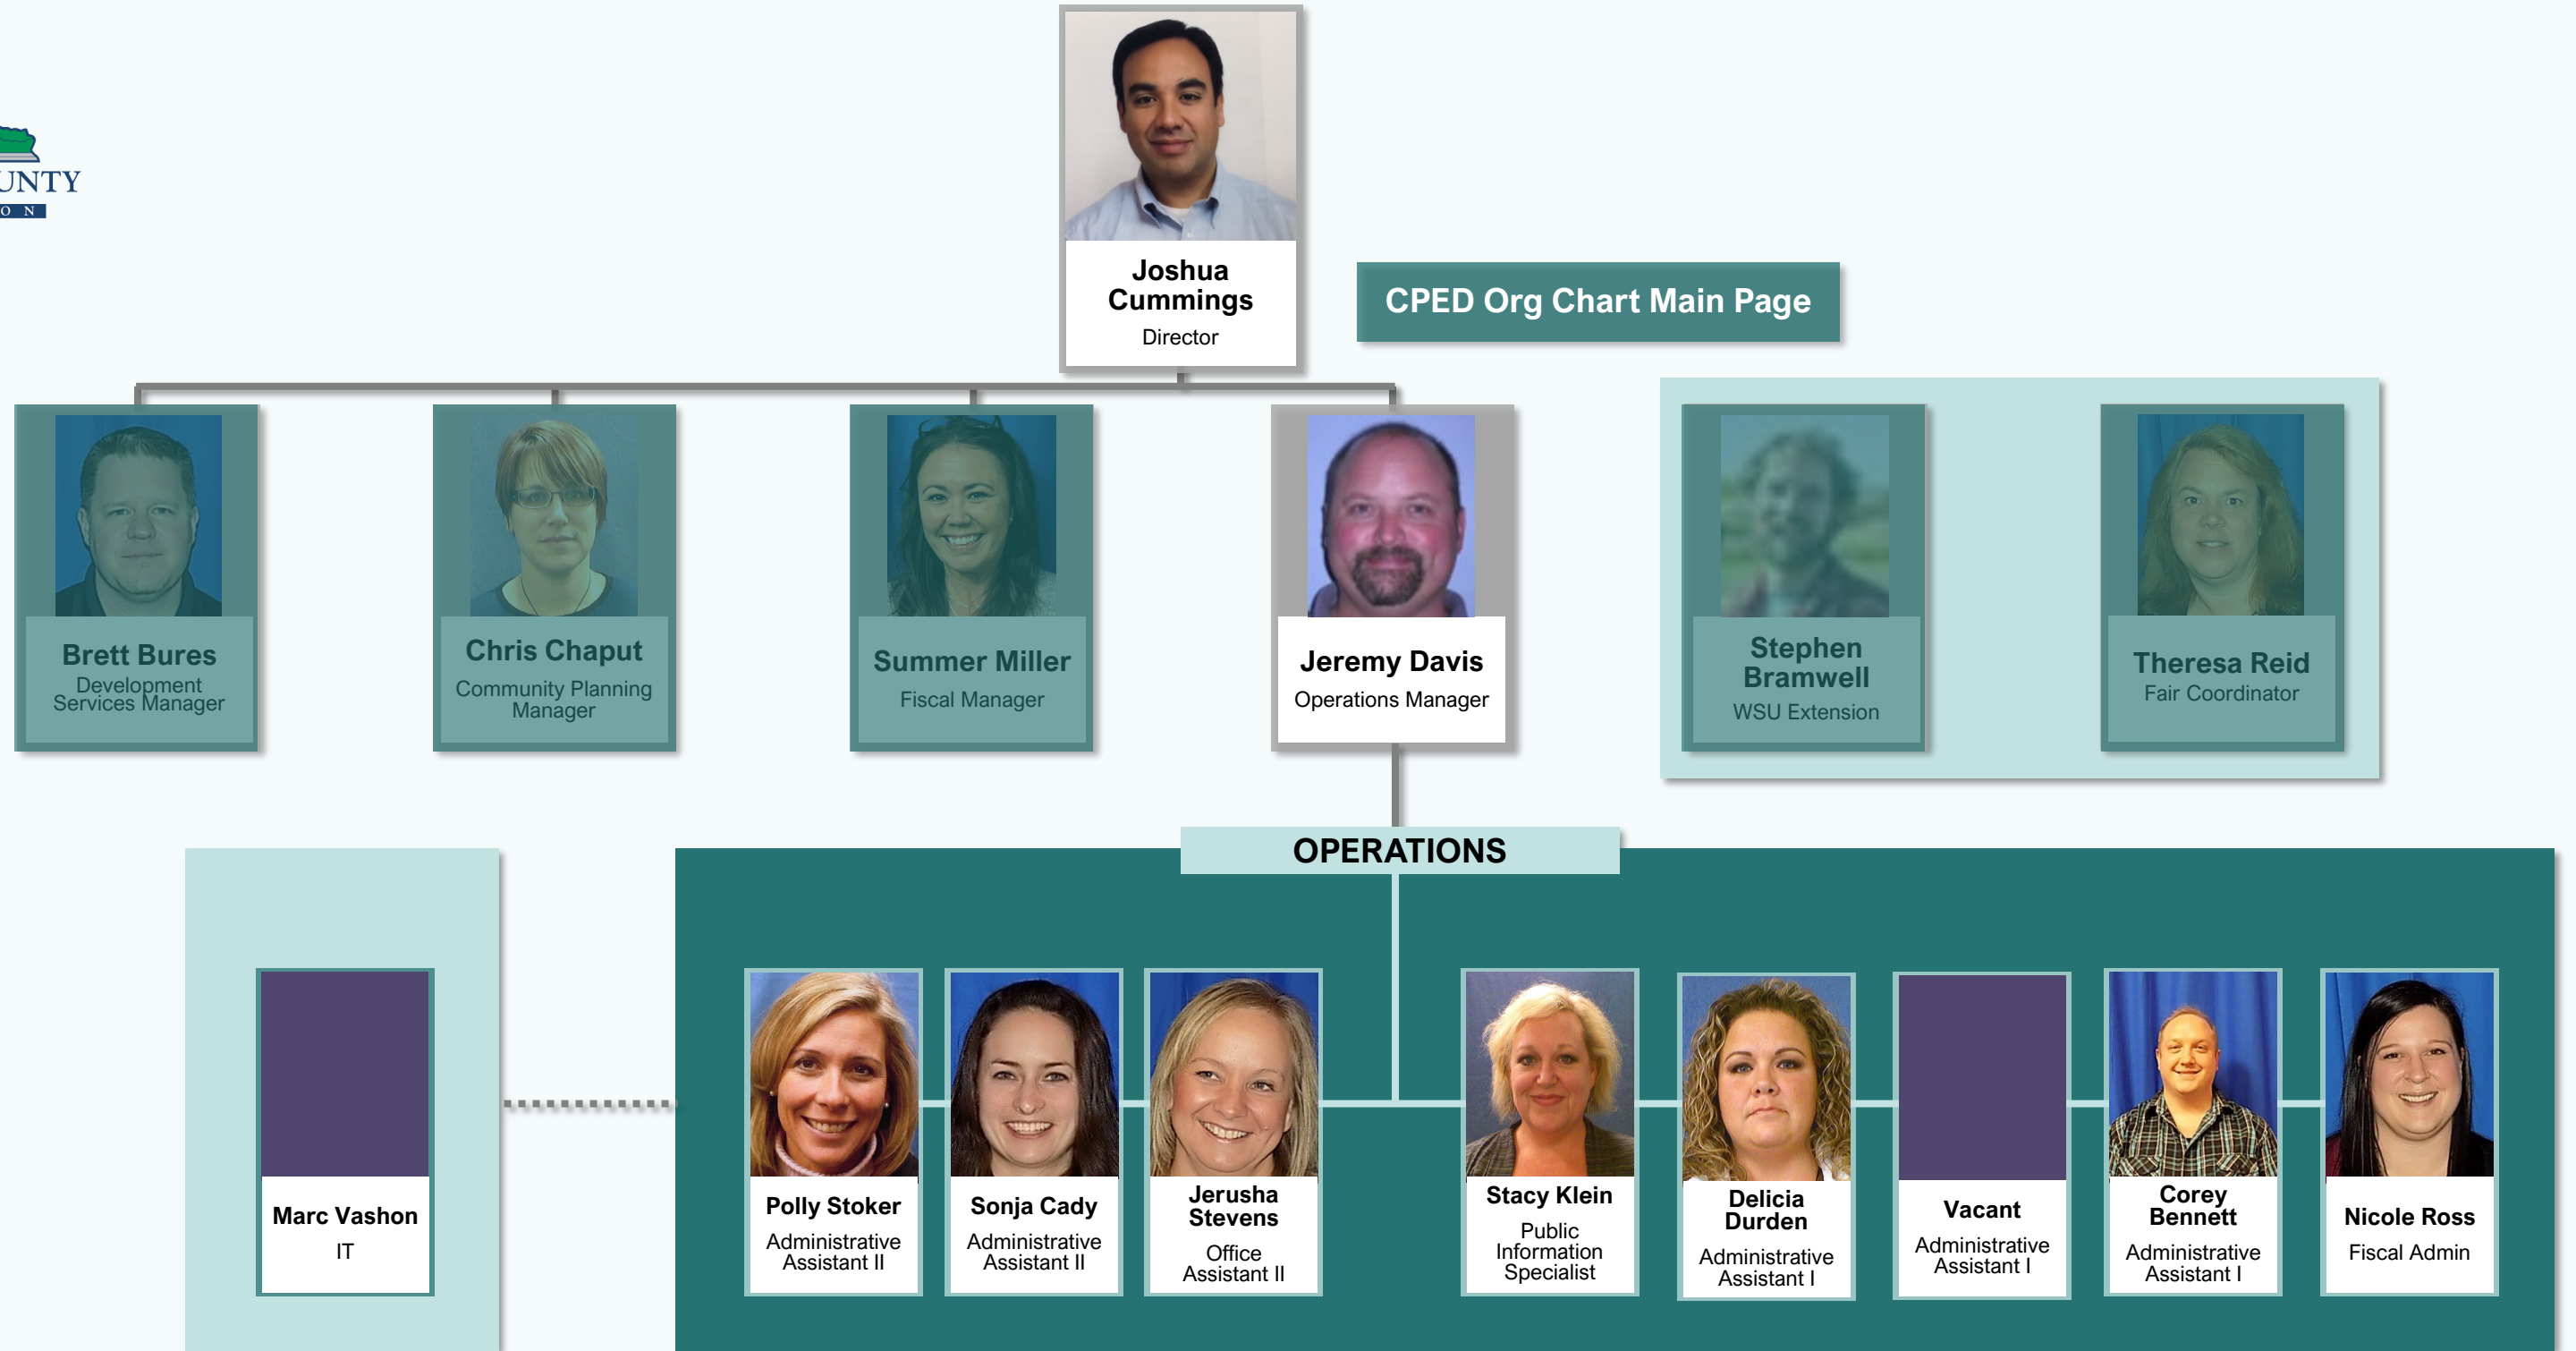 UNTY
O N
Joshua
Cummings
Director
CPED Org Chart Main Page
Brett Bures
Development
Services Manager
Chris Chaput
Community Planning
Manager
Summer Miller
Fiscal Manager
Jeremy Davis
Operations Manager
Stephen
Bramwell
WSU Extension
Theresa Reid
Fair Coordinator
OPERATIONS
Marc Vashon
IT
Polly Stoker
Administrative
Assistant II
Sonja Cady
Administrative
Assistant II
Jerusha
Stevens
Office
Assistant II
Stacy Klein
Public
Information
Specialist
Delicia
Durden
Administrative
Assistant I
Vacant
Administrative
Assistant I
Corey
Bennett
Administrative
Assistant I
Nicole Ross
Fiscal Admin